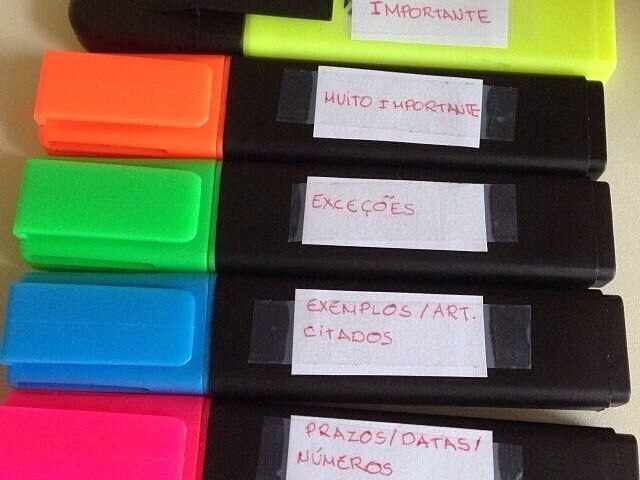 IMPORTANTE
MUITO IMPORTANTE
EXCEÇÕES
EXEMPLOS/ART.
CITADOS
PRAZOS/DATAS/
NÚMEROS